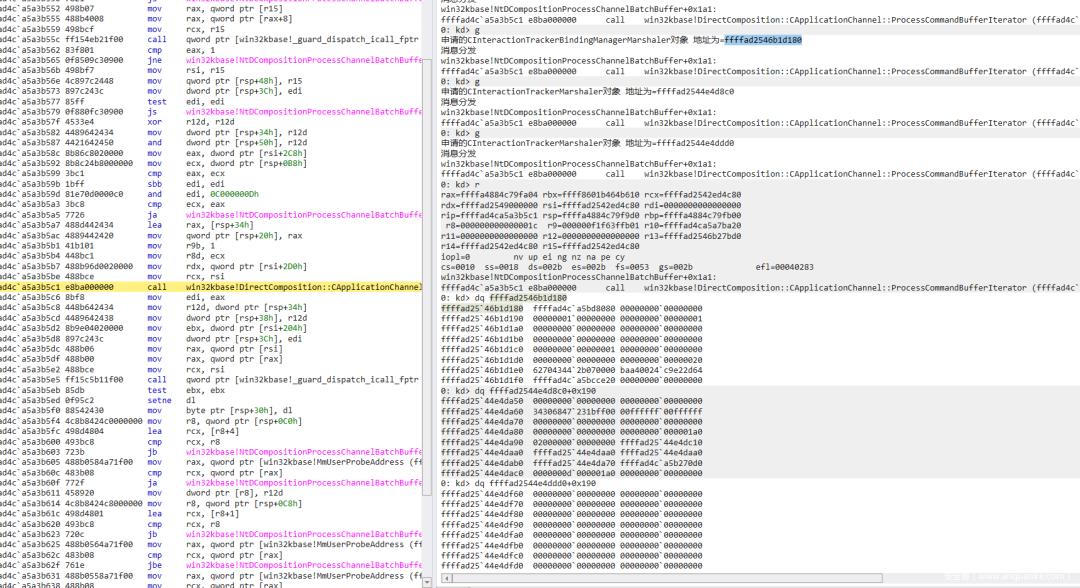 ad4c`a5a3b552 498b07 mov rax, qword ptr [r15]
ad4c`a5a3b555 488b4008 mov rax, qword ptr [rax+8]
ad4c`a5a3b559 498bcf mov rcx, r15
ad4c`a5a3b55c ff154eb21f00 call qword ptr [win32kbase!_guard_dispatch_icall_fptr
ad4c`a5a3b562 83f801 cmp eax, 1
ad4c`a5a3b565 0f8509c30900 jne win32kbase!NtDCompositionProcessChannelBatchBuffe
ad4c`a5a3b56b 498bf7 mov rsi, r15
ad4c`a5a3b56e 4c897c2448 mov qword ptr [rsp+48h], r15
ad4c`a5a3b573 897c243c mov dword ptr [rsp+3Ch], edi
ad4c`a5a3b577 85ff test edi, edi
ad4c`a5a3b579 0f880fc30900 js win32kbase!NtDCompositionProcessChannelBatchBuffe
ad4c`a5a3b57f 4533e4 xor r12d, r12d
ad4c`a5a3b582 4489642434 mov dword ptr [rsp+34h], r12d
ad4c`a5a3b587 4421642450 and dword ptr [rsp+50h], r12d
ad4c`a5a3b58c 8b86c8020000 mov eax, dword ptr [rsi+2C8h]
ad4c`a5a3b592 8b8c24b8000000 mov ecx, dword ptr [rsp+0B8h]
ad4c`a5a3b599 3bc1 cmp eax, ecx
ad4c`a5a3b59b 1bff sbb edi, edi
ad4c`a5a3b59d 81e70d0000c0 and edi, 0C000000Dh
ad4c`a5a3b5a3 3bc8 cmp ecx, eax
ad4c`a5a3b5a5 7726 ja win32kbase!NtDCompositionProcessChannelBatchBuffe
ad4c`a5a3b5a7 488d442434 lea rax, [rsp+34h]
ad4c`a5a3b5ac 4889442420 mov qword ptr [rsp+20h], rax
ad4c`a5a3b5b1 41b101 mov r9b, 1
ad4c`a5a3b5b4 448bc1 mov r8d, ecx
ad4c`a5a3b5b7 488b96d0020000 mov rdx, qword ptr [rsi+2D0h]
ad4c`a5a3b5be 488bce mov rcx, rsi
ad4c`a5a3b5c1 e8ba000000 call win32kbase!DirectComposition::CApplicationChannel
ad4c`a5a3b5c6 8bf8 mov edi, eax
ad4c`a5a3b5c8 448b642434 mov r12d, dword ptr [rsp+34h]
ad4c`a5a3b5cd 4489642438 mov dword ptr [rsp+38h], r12d
ad4c`a5a3b5d2 8b9e04020000 mov ebx, dword ptr [rsi+204h]
ad4c`a5a3b5d8 897c243c mov dword ptr [rsp+3Ch], edi
ad4c`a5a3b5dc 488b06 mov rax, qword ptr [rsi]
ad4c`a5a3b5df 488b00 mov rax, qword ptr [rax]
ad4c`a5a3b5e2 488bce mov rcx, rsi
ad4c`a5a3b5e5 ff15c5b11f00 call qword ptr [win32kbase!_guard_dispatch_icall_fptr
ad4c`a5a3b5eb 85db test ebx, ebx
ad4c`a5a3b5ed 0f95c2 setne dl
ad4c`a5a3b5f0 88542430 mov byte ptr [rsp+30h], dl
ad4c`a5a3b5f4 4c8b8424c0000000 mov r8, qword ptr [rsp+0C0h]
ad4c`a5a3b5fc 498d4804 lea rcx, [r8+4]
ad4c`a5a3b600 493bc8 cmp rcx, r8
ad4c`a5a3b603 723b jb win32kbase!NtDCompositionProcessChannelBatchBuffe
ad4c`a5a3b605 488b0584a71f00 mov rax, qword ptr [win32kbase!MmUserProbeAddress (ff
ad4c`a5a3b60c 483b08 cmp rcx, qword ptr [rax]
ad4c`a5a3b60f 772f ja win32kbase!NtDCompositionProcessChannelBatchBuffe
ad4c`a5a3b611 458920 mov dword ptr [r8], r12d
ad4c`a5a3b614 4c8b8424c8000000 mov r8, qword ptr [rsp+0C8h]
ad4c`a5a3b61c 498d4801 lea rcx, [r8+1]
ad4c`a5a3b620 493bc8 cmp rcx, r8
ad4c`a5a3b623 720c jb win32kbase!NtDCompositionProcessChannelBatchBuffe
ad4c`a5a3b625 488b0564a71f00 mov rax, qword ptr [win32kbase!MmUserProbeAddress (ff
ad4c`a5a3b62c 483b08 cmp rcx, qword ptr [rax]
ad4c`a5a3b62f 761e jbe win32kbase!NtDCompositionProcessChannelBatchBuffe
ad4c`a5a3b631 488b0558a71f00 mov rax, qword ptr [win32kbase!MmUserProbeAddress (ff
win32kbase!NtDCompositionProcessChannelBatchBuffer+0x1a1:
ffffad4c`a5a3b5c1 e8ba000000 call win32kbase!DirectComposition::CApplicationChannel::ProcessCommandBufferIterator (ffffad4c`
0: kd> g
申请的CInteractionTrackerBindingManagerMarshaler对象 地址为=ffffad2546b1d180
消息分发
win32kbase!NtDCompositionProcessChannelBatchBuffer+0x1a1:
ffffad4c`a5a3b5c1 e8ba000000 call win32kbase!DirectComposition::CApplicationChannel::ProcessCommandBufferIterator (ffffad4c`
0: kd> g
申请的CInteractionTrackerMarshaler对象 地址为=ffffad2544e4d8c0
消息分发
win32kbase!NtDCompositionProcessChannelBatchBuffer+0x1a1:
ffffad4c`a5a3b5c1 e8ba000000 call win32kbase!DirectComposition::CApplicationChannel::ProcessCommandBufferIterator (ffffad4c`
0: kd> g
申请的CInteractionTrackerMarshaler对象 地址为=ffffad2544e4ddd0
消息分发
win32kbase!NtDCompositionProcessChannelBatchBuffer+0x1a1:
ffffad4c`a5a3b5c1 e8ba000000 call win32kbase!DirectComposition::CApplicationChannel::ProcessCommandBufferIterator (ffffad4c`
0: kd> r
rax=ffffa4884c79fa04 rbx=ffff8601b464b610 rcx=ffffad2542ed4c80
rdx=ffffad2549000000 rsi=ffffad2542ed4c80 rdi=0000000000000000
rip=ffffad4ca5a3b5c1 rsp=ffffa4884c79f9d0 rbp=ffffa4884c79fb00
r8=000000000000001c r9=000000f1f63ffb01 r10=ffffad4ca5a7ba20
r11=0000000000000000 r12=0000000000000000 r13=ffffad2546b27bd0
r14=ffffad2542ed4c80 r15=ffffad2542ed4c80
iopl=0 nv up ei ng nz na pe cy
cs=0010 ss=0018 ds=002b es=002b fs=0053 gs=002b efl=00040283
win32kbase!NtDCompositionProcessChannelBatchBuffer+0x1a1:
ffffad4c`a5a3b5c1 e8ba000000 call win32kbase!DirectComposition::CApplicationChannel::ProcessCommandBufferIterator (ffffad4c`
0: kd> dq ffffad2546b1d180
ffffad25`46b1d180 ffffad4c`a5bd8080 00000000`00000000
ffffad25`46b1d190 00000001`00000000 00000000`00000001
ffffad25`46b1d1a0 00000000`00000000 00000000`00000000
ffffad25`46b1d1b0 00000000`00000000 00000000`00000000
ffffad25`46b1d1c0 00000000`00000001 00000000`00000000
ffffad25`46b1d1d0 00000000`00000000 00000000`00000020
ffffad25`46b1d1e0 62704344`2b070000 baa40024`c9e22d64
ffffad25`46b1d1f0 ffffad4c`a5bcce20 00000000`00000000
0: kd> dq ffffad2544e4d8c0+0x190
ffffad25`44e4da50 00000000`00000000 00000000`00000000
ffffad25`44e4da60 34306847`231bff00 00ffffff`00ffffff
ffffad25`44e4da70 00000000`00000000 00000000`00000000
ffffad25`44e4da80 00000000`00000000 00000000`000001a0
ffffad25`44e4da90 02000000`00000000 ffffad25`44e4dc10
ffffad25`44e4daa0 ffffad25`44e4daa0 ffffad25`44e4daa0
ffffad25`44e4dab0 ffffad25`44e4da70 ffffad4c`a5b270d0
ffffad25`44e4dac0 0000000d`000001a0 00000000`00000000
0: kd> dq ffffad2544e4ddd0+0x190
ffffad25`44e4df60 00000000`00000000 00000000`00000000
ffffad25`44e4df70 00000000`00000000 00000000`00000000
ffffad25`44e4df80 00000000`00000000 00000000`00000000
ffffad25`44e4df90 00000000`00000000 00000000`00000000
ffffad25`44e4dfa0 00000000`00000000 00000000`00000000
ffffad25`44e4dfb0 00000000`00000000 00000000`00000000
ffffad25`44e4dfc0 00000000`00000000 00000000`00000000
ffffad25`44e4dfd0 00000000`00000000 00000000`00000000